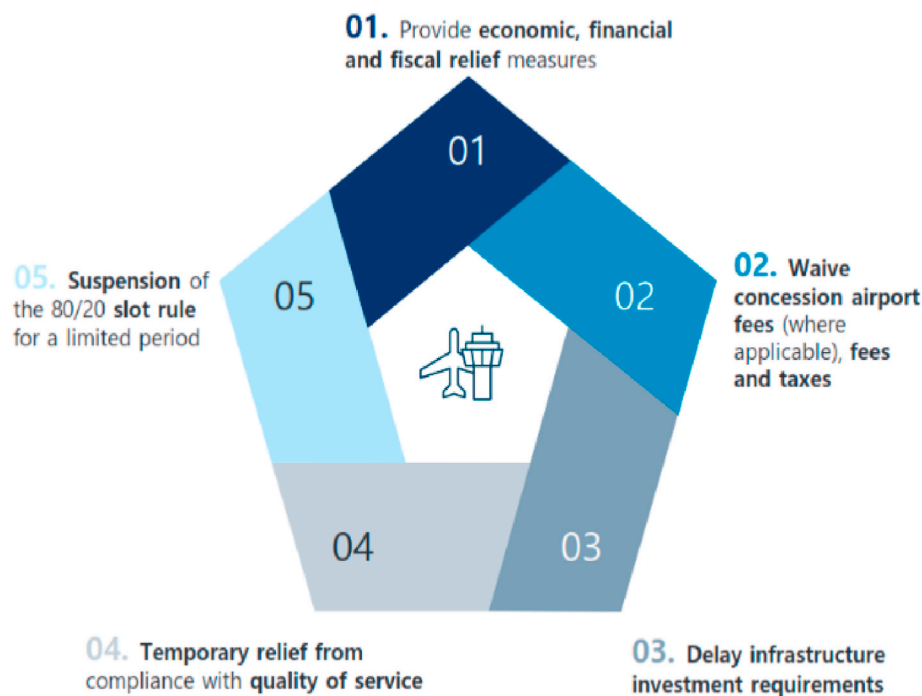 01. Provide economic, financial
and fiscal relief measures
01
02
02. Waive
concession airport
fees (where
applicable), fees
and taxes
05. Suspension of
the 80/20 slot rule
for a limited period
05
04
03
04. Temporary relief from
compliance with quality of service
03. Delay infrastructure
investment requirements